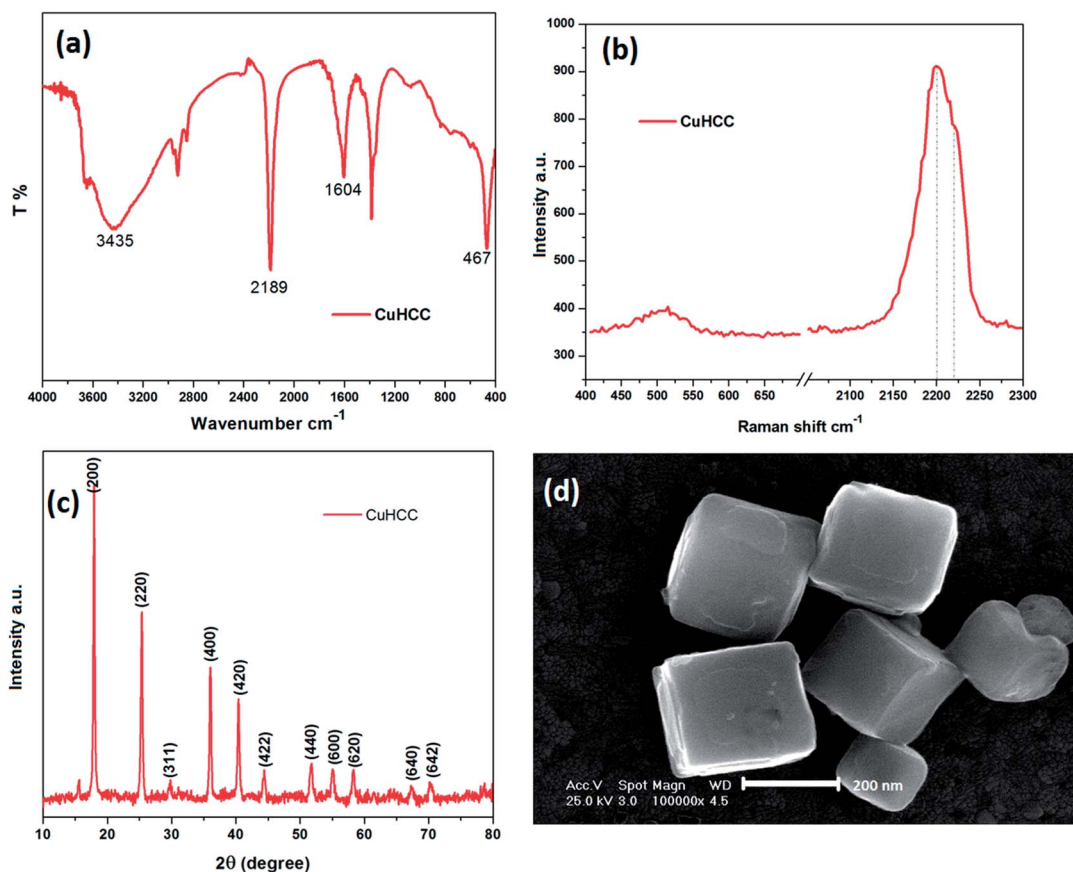 (a)
T %
3435
2189
1604
467
CuHCC
4000 3600 3200 2800 2400 2000 1600 1200 800 400
Wavenumber cm-1
(b)
Intensity a.u.
1000
900
800
700
600
500
400
300
CuHCC
400 450 500 550 600 650 2100 2150 2200 2250 2300
Raman shift cm-1
(c)
Intensity a.u.
CuHCC
(200)
(220)
(311)
(400)
(420)
(422)
(440)
(600)
(620)
(640)
(642)
10 20 30 40 50 60 70 80
2θ (degree)
(d)
Acc.V Spot Magn WD
25.0 kV 3.0 100000x 4.5
200 nm